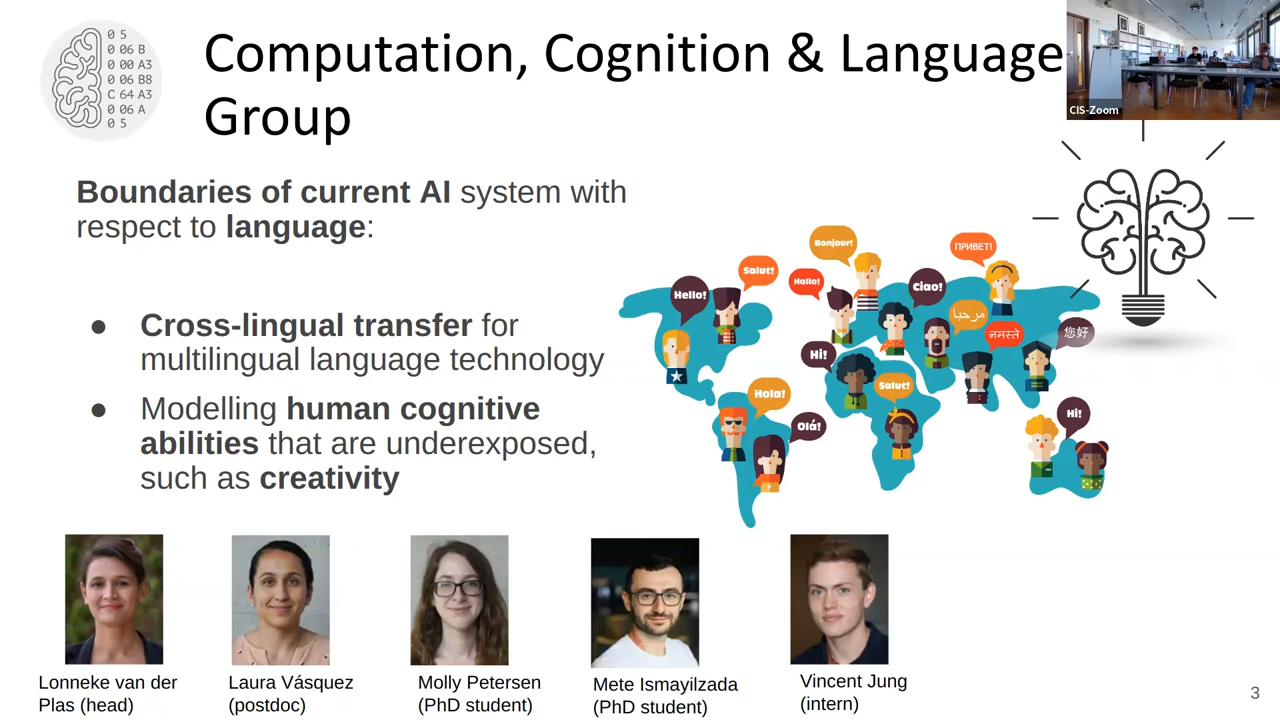 0 5
0 06 B
0 00 A3
0 06 B8
C 64 A3
0 06 A
0 5
Computation, Cognition & Language
Group
CIS-Zoom
Boundaries of current AI system with
respect to language:
● Cross-lingual transfer for
multilingual language technology
● Modelling human cognitive
abilities that are underexposed,
such as creativity
Bonjour!
ПРИВЕТ!
Salut!
Hallo!
Ciao!
Hello!
مرحبا
नमस्ते
您好
Hi!
Salut!
Hola!
Olá!
Hi!
Lonneke van der
Plas (head)
Laura Vásquez
(postdoc)
Molly Petersen
(PhD student)
Mete Ismayilzada
(PhD student)
Vincent Jung
(intern)
3